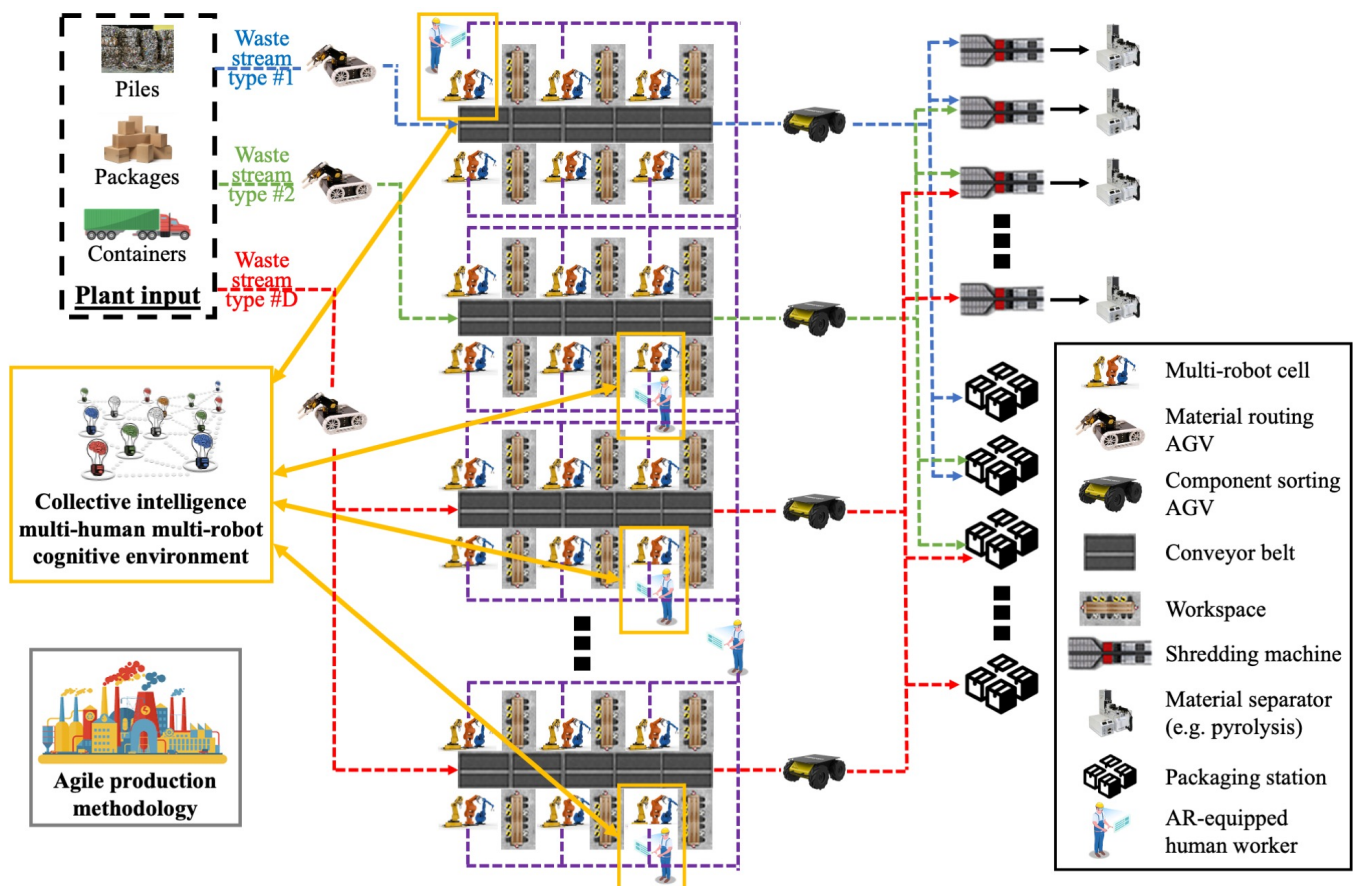 Piles
Packages
Containers
Plant input
Waste
stream
type #1
Waste
stream
type #2
Waste
stream
type #D
Collective intelligence
multi-human multi-robot
cognitive environment
Agile production
methodology
Multi-robot cell
Material routing
AGV
Component sorting
AGV
Conveyor belt
Workspace
Shredding machine
Material separator
(e.g. pyrolysis)
Packaging station
AR-equipped
human worker